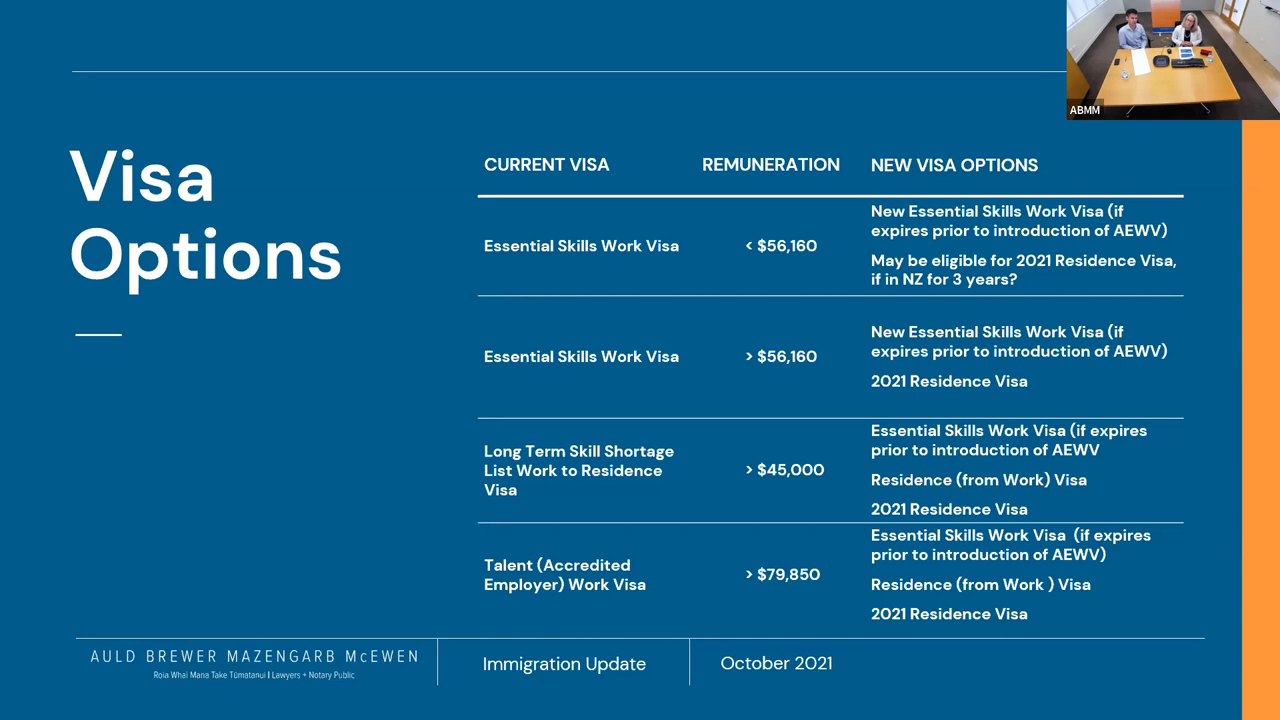 ABMM
Visa
Options
CURRENT VISA
REMUNERATION
NEW VISA OPTIONS
Essential Skills Work Visa
< $56,160
New Essential Skills Work Visa (if
expires prior to introduction of AEWV)
May be eligible for 2021 Residence Visa,
if in NZ for 3 years?
Essential Skills Work Visa
> $56,160
New Essential Skills Work Visa (if
expires prior to introduction of AEWV)
2021 Residence Visa
Long Term Skill Shortage
List Work to Residence
Visa
> $45,000
Essential Skills Work Visa (if expires
prior to introduction of AEWV
Residence (from Work) Visa
2021 Residence Visa
Talent (Accredited
Employer) Work Visa
> $79,850
Essential Skills Work Visa (if expires
prior to introduction of AEWV)
Residence (from Work ) Visa
2021 Residence Visa
AULD BREWER MAZENGARB McEWEN
Roia Whai Mana Take Tūmatanui | Lawyers + Notary Public
Immigration Update
October 2021